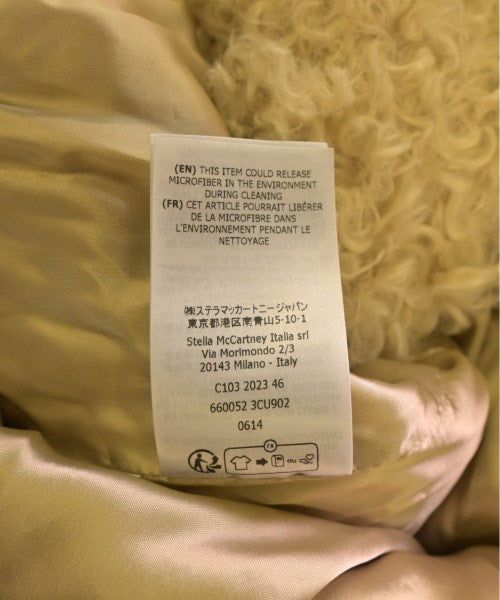 (EN) THIS ITEM COULD RELEASE
MICROFIBER IN THE ENVIRONMENT
DURING CLEANING
(FR) CET ARTICLE POURRAIT LIBÉRER
DE LA MICROFIBRE DANS
L'ENVIRONNEMENT PENDANT LE
NETTOYAGE
㈱ステラマッカートニージャパン
東京都港区南青山5-10-1
Stella McCartney Italia srl
Via Morimondo 2/3
20143 Milano - Italy
C103 2023 46
660052 3CU902
0614
FR
OU